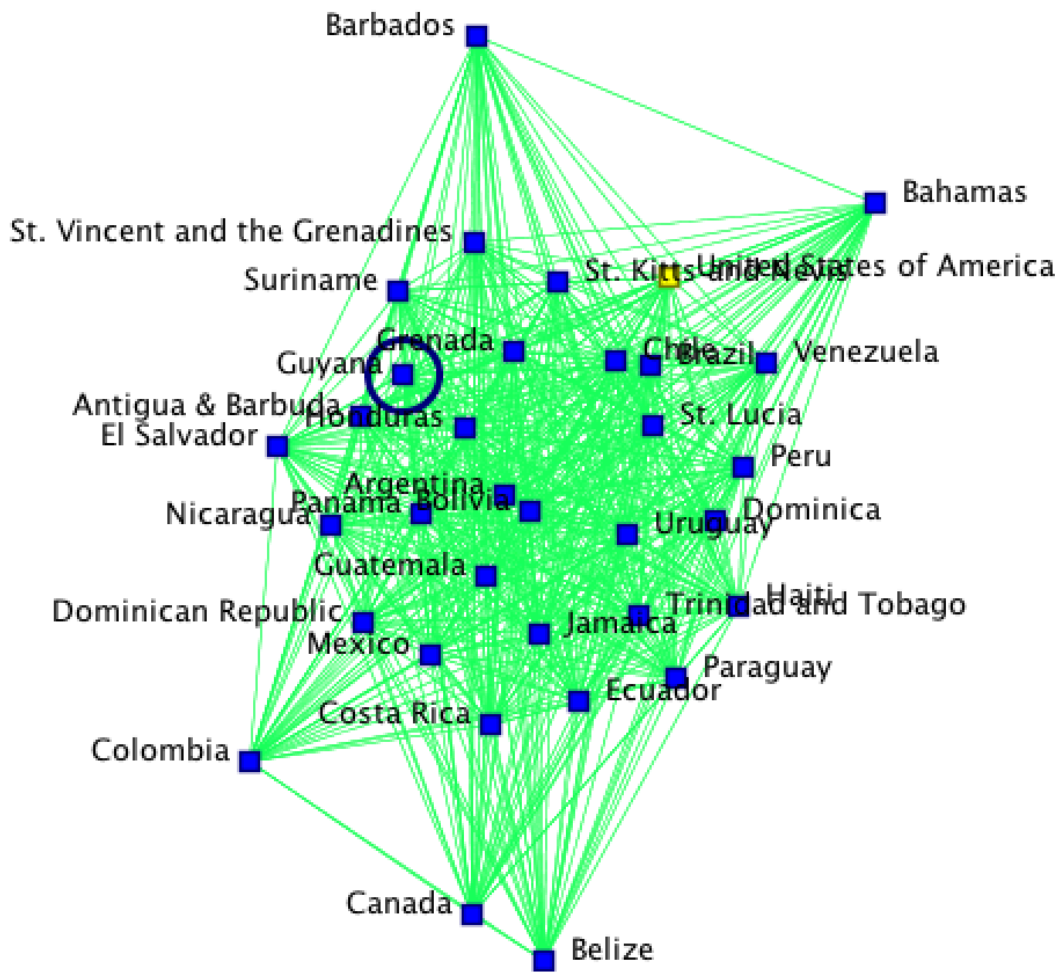 Barbados
Bahamas
St. Vincent and the Grenadines
St. Kitts and Nevis
United States of America
Suriname
Grenada
Chile
Brazil
Venezuela
Guyana
Antigua & Barbuda
Honduras
St. Lucia
El Salvador
Peru
Argentina
Panama
Bolivia
Nicaragua
Dominica
Uruguay
Guatemala
Haiti
Dominican Republic
Trinidad and Tobago
Jamaica
Mexico
Paraguay
Ecuador
Costa Rica
Colombia
Canada
Belize